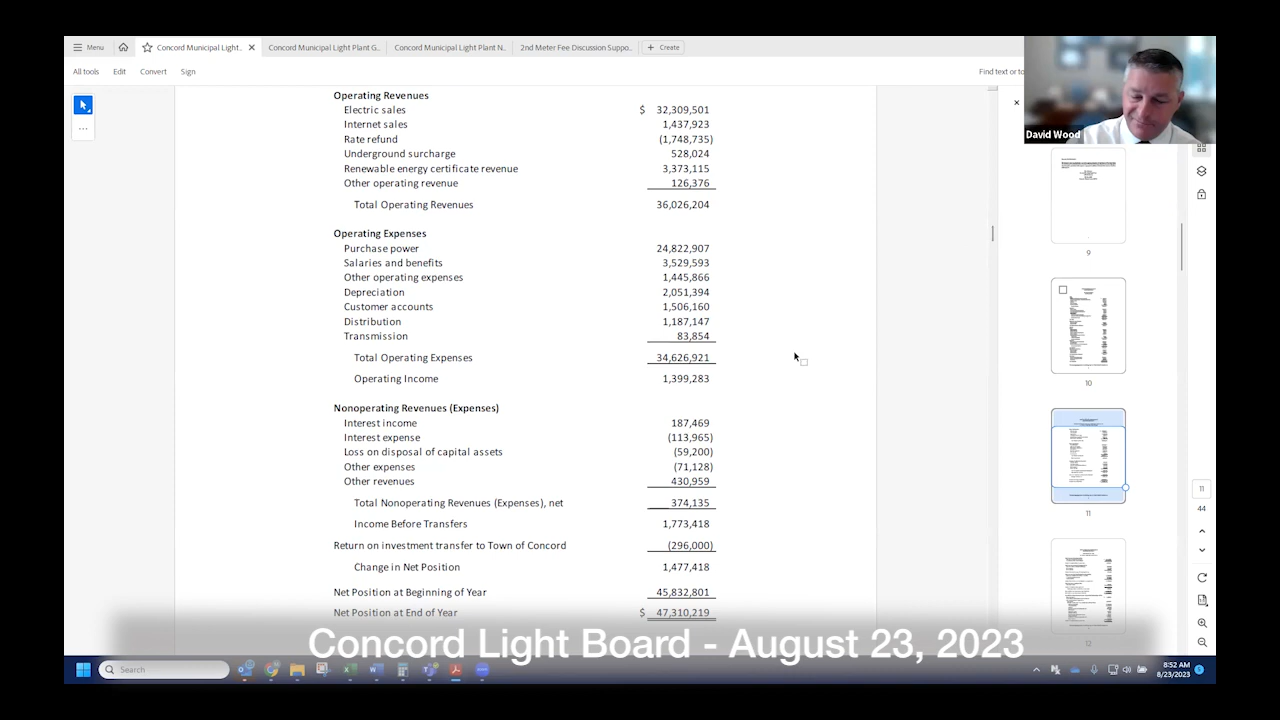 Menu
Concord Municipal Light..
Concord Municipal Light Plant G..
Concord Municipal Light Plant N..
2nd Meter Fee Discussion Suppo..
Create
All tools Edit Convert Sign
Find text or to
David Wood
Operating Revenues
Electric sales $ 32,309,501
Internet sales 1,437,923
Rate refund (1,748,735)
Underground surcharge 528,024
Renewable energy certificate revenue 3,373,115
Other operating revenue 126,376
Total Operating Revenues 36,026,204
Operating Expenses
Purchase power 24,822,907
Salaries and benefits 3,529,593
Other operating expenses 1,445,866
Depreciation 2,051,394
Customer accounts 1,506,160
Distribution 1,187,147
Transmission 83,854
Total Operating Expenses 34,626,921
Operating Income 1,399,283
Nonoperating Revenues (Expenses)
Interest income 187,469
Interest expense (113,965)
Loss on disposal of capital assets (59,200)
Other expenses (71,128)
Other revenues 430,959
Total Nonoperating Revenues (Expenses), net 374,135
Income Before Transfers 1,773,418
Return on investment transfer to Town of Concord (296,000)
Change in Net Position 1,477,418
Net Position at Beginning of Year 45,832,801
Net Position at End of Year 47,310,219
9
10
11
12
11
44
Concord Light Board - August 23, 2023
Search
8:52 AM
8/23/2023